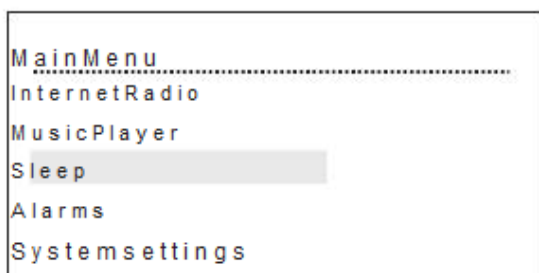 MainMenu
InternetRadio
MusicPlayer
Sleep
Alarms
Systemsettings